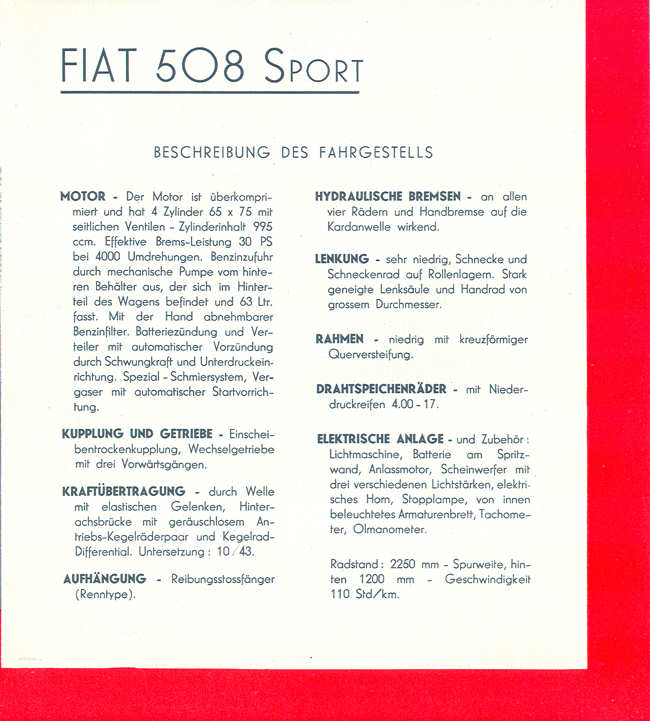 FIAT 508 SPORT
BESCHREIBUNG DES FAHRGESTELLS
MOTOR - Der Motor ist überkompri-
miert und hat 4 Zylinder 65 x 75 mit
seitlichen Ventilen - Zylinderinhalt 995
ccm. Effektive Brems-Leistung 30 PS
bei 4000 Umdrehungen. Benzinzufuhr
durch mechanische Pumpe vom hinte-
ren Behälter aus, der sich im Hinter-
teil des Wagens befindet und 63 Ltr.
fasst. Mit der Hand abnehmbarer
Benzinfilter. Batteriezündung und Ver-
teiler mit automatischer Vorzündung
durch Schwungkraft und Unterdruckein-
richtung. Spezial - Schmiersystem, Ver-
gaser mit automatischer Startvorrich-
tung.
KUPPLUNG UND GETRIEBE - Einschei-
bentrockenkupplung, Wechselgetriebe
mit drei Vorwärtsgängen.
KRAFTÜBERTRAGUNG - durch Welle
mit elastischen Gelenken, Hinter-
achsbrücke mit geräuschlosem An-
triebs-Kegelräderpaar und Kegelrad-
Differential. Untersetzung : 10/43.
AUFHÄNGUNG - Reibungsstossfänger
(Renntype).
HYDRAULISCHE BREMSEN - an allen
vier Rädern und Handbremse auf die
Kardanwelle wirkend.
LENKUNG - sehr niedrig, Schnecke und
Schneckenrad auf Rollenlagern. Stark
geneigte Lenksäule und Handrad von
grossem Durchmesser.
RAHMEN - niedrig mit kreuzförmiger
Querversteifung.
DRAHTSPEICHENRÄDER - mit Nieder-
druckreifen 4.00-17.
ELEKTRISCHE ANLAGE - und Zubehör :
Lichtmaschine, Batterie am Spritz-
wand, Anlassmotor, Scheinwerfer mit
drei verschiedenen Lichtstärken, elektri-
sches Horn, Stopplampe, von innen
beleuchtetes Armaturenbrett, Tachome-
ter, Olmanometer.
Radstand : 2250 mm - Spurweite, hin-
ten 1200 mm - Geschwindigkeit
110 Std/km.